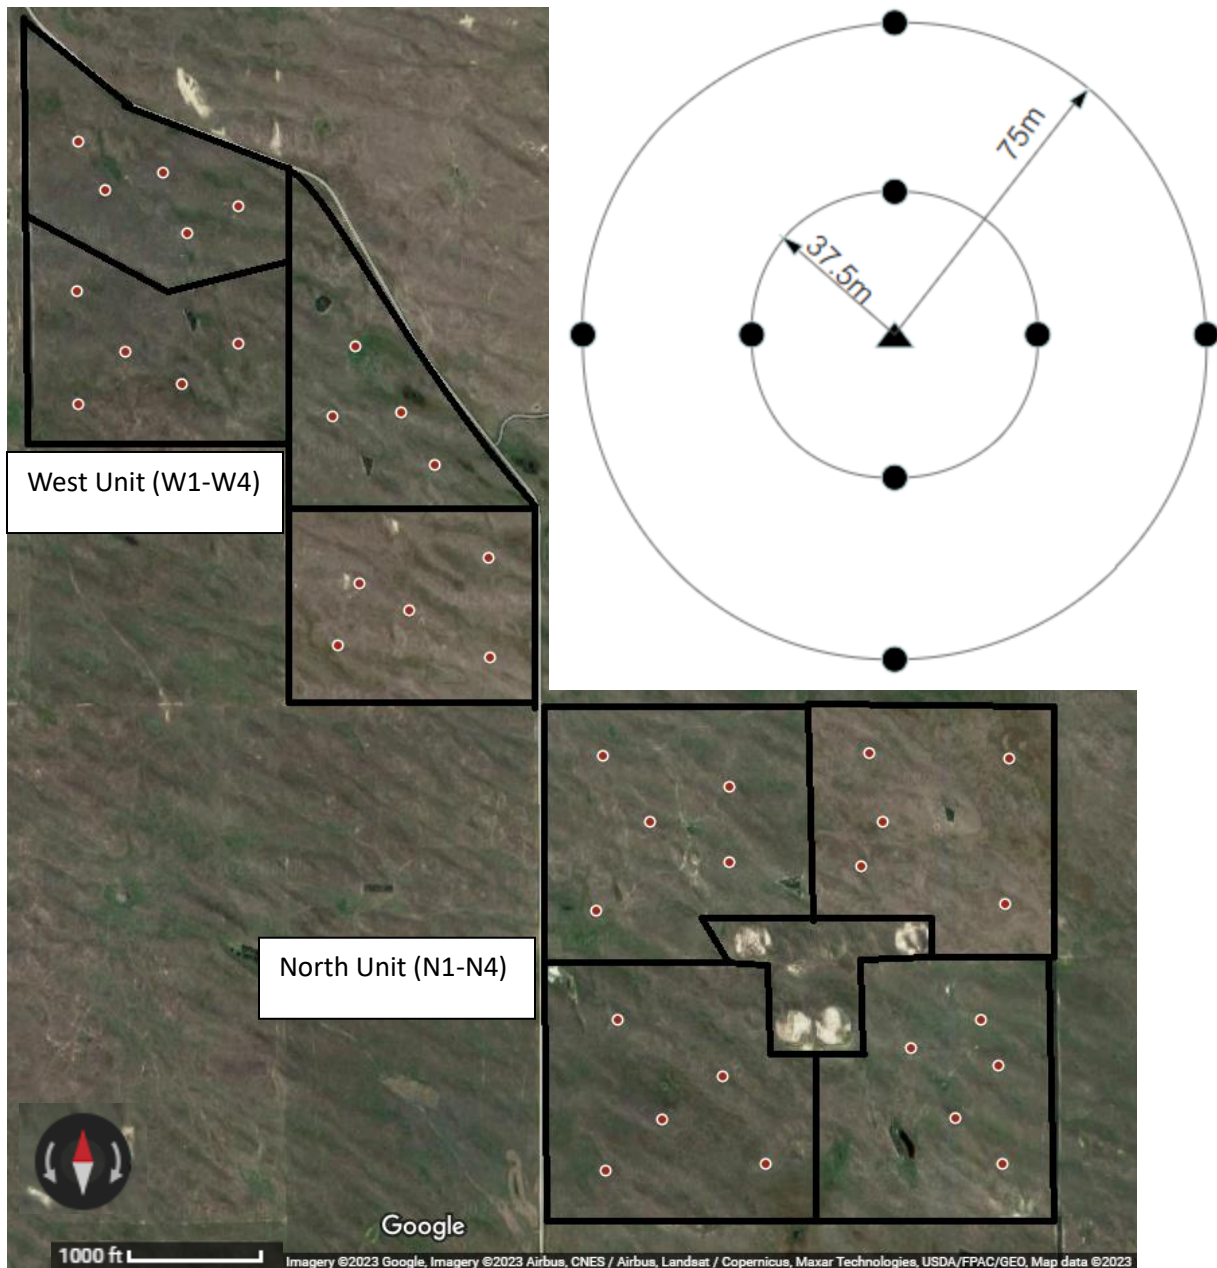 75m
37.5m
West Unit (W1-W4)
North Unit (N1-N4)
Google
1000 ft
Imagery ©2023 Google, Imagery ©2023 Airbus, CNES / Airbus, Landsat / Copernicus, Maxar Technologies, USDA/FPAC/GEO, Map data ©2023